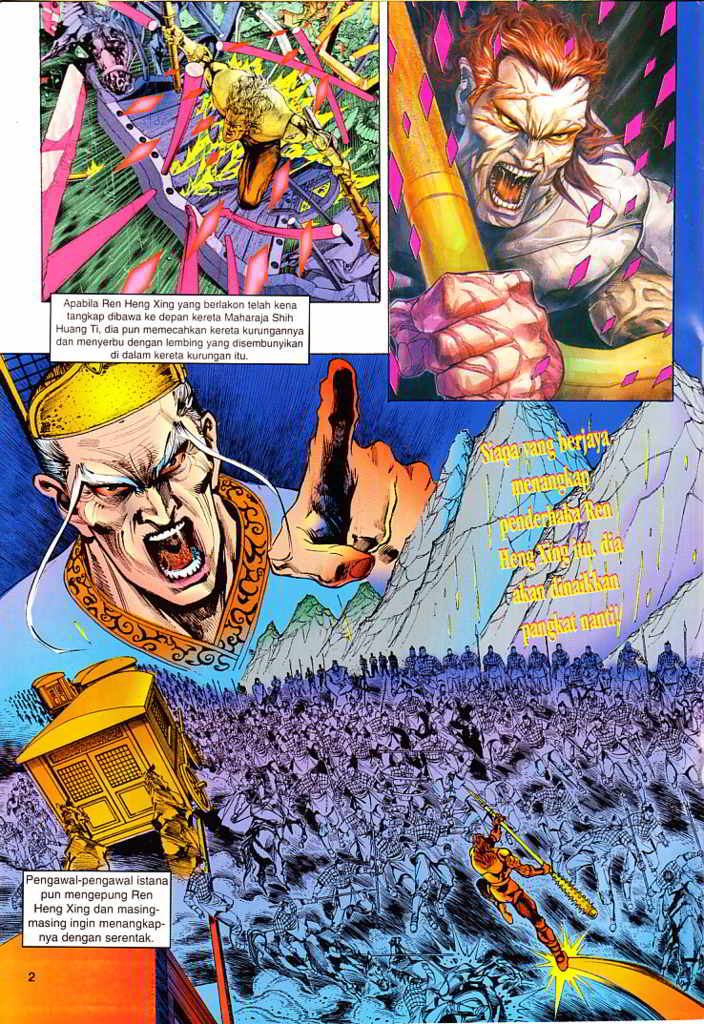 Apabila Ren Heng Xing yang berlakon telah kena
tangkap dibawa ke depan kereta Maharaja Shih
Huang Ti, dia pun memecahkan kereta kurungannya
dan menyerbu dengan lembing yang disembunyikan
di dalam kereta kurungan itu.
Siapa yang berjaya
menangkap
penderhaka Ren
Heng Xing itu, dia
akan dinaikkan
pangkat nanti!
Pengawal-pengawal istana
pun mengepung Ren
Heng Xing dan masing-
masing ingin menangkap-
nya dengan serentak.
2